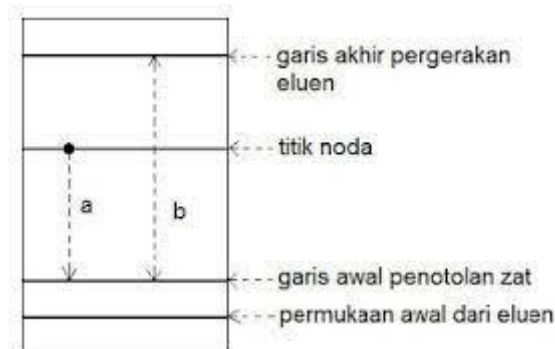 garis akhir pergerakan
eluen
titik noda
a
b
garis awal penotolan zat
permukaan awal dari eluen